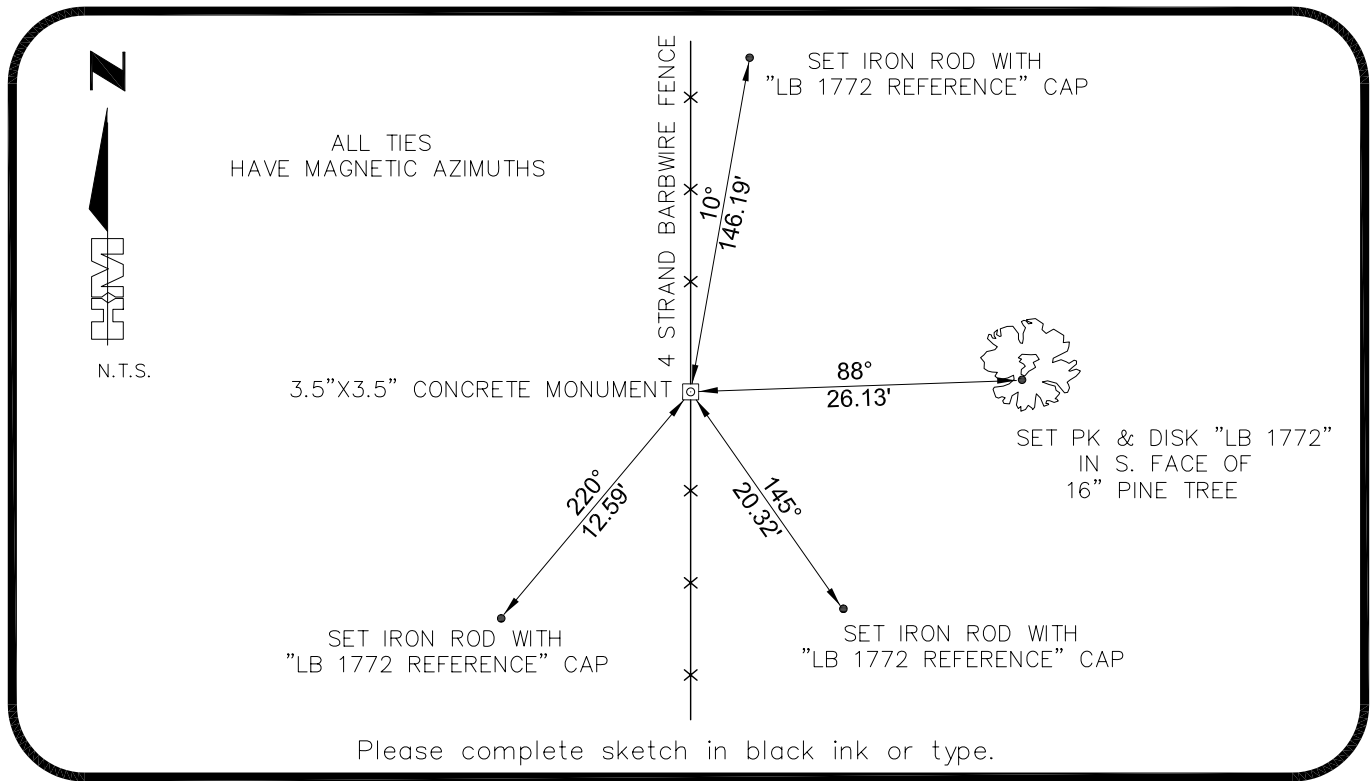 N
HM
N.T.S.
ALL TIES
HAVE MAGNETIC AZIMUTHS
4 STRAND BARBWIRE FENCE
SET IRON ROD WITH
"LB 1772 REFERENCE" CAP
10°
146.19'
3.5"X3.5" CONCRETE MONUMENT
88°
26.13'
SET PK & DISK "LB 1772"
IN S. FACE OF
16" PINE TREE
220°
12.59'
145°
20.32'
SET IRON ROD WITH
"LB 1772 REFERENCE" CAP
SET IRON ROD WITH
"LB 1772 REFERENCE" CAP
Please complete sketch in black ink or type.